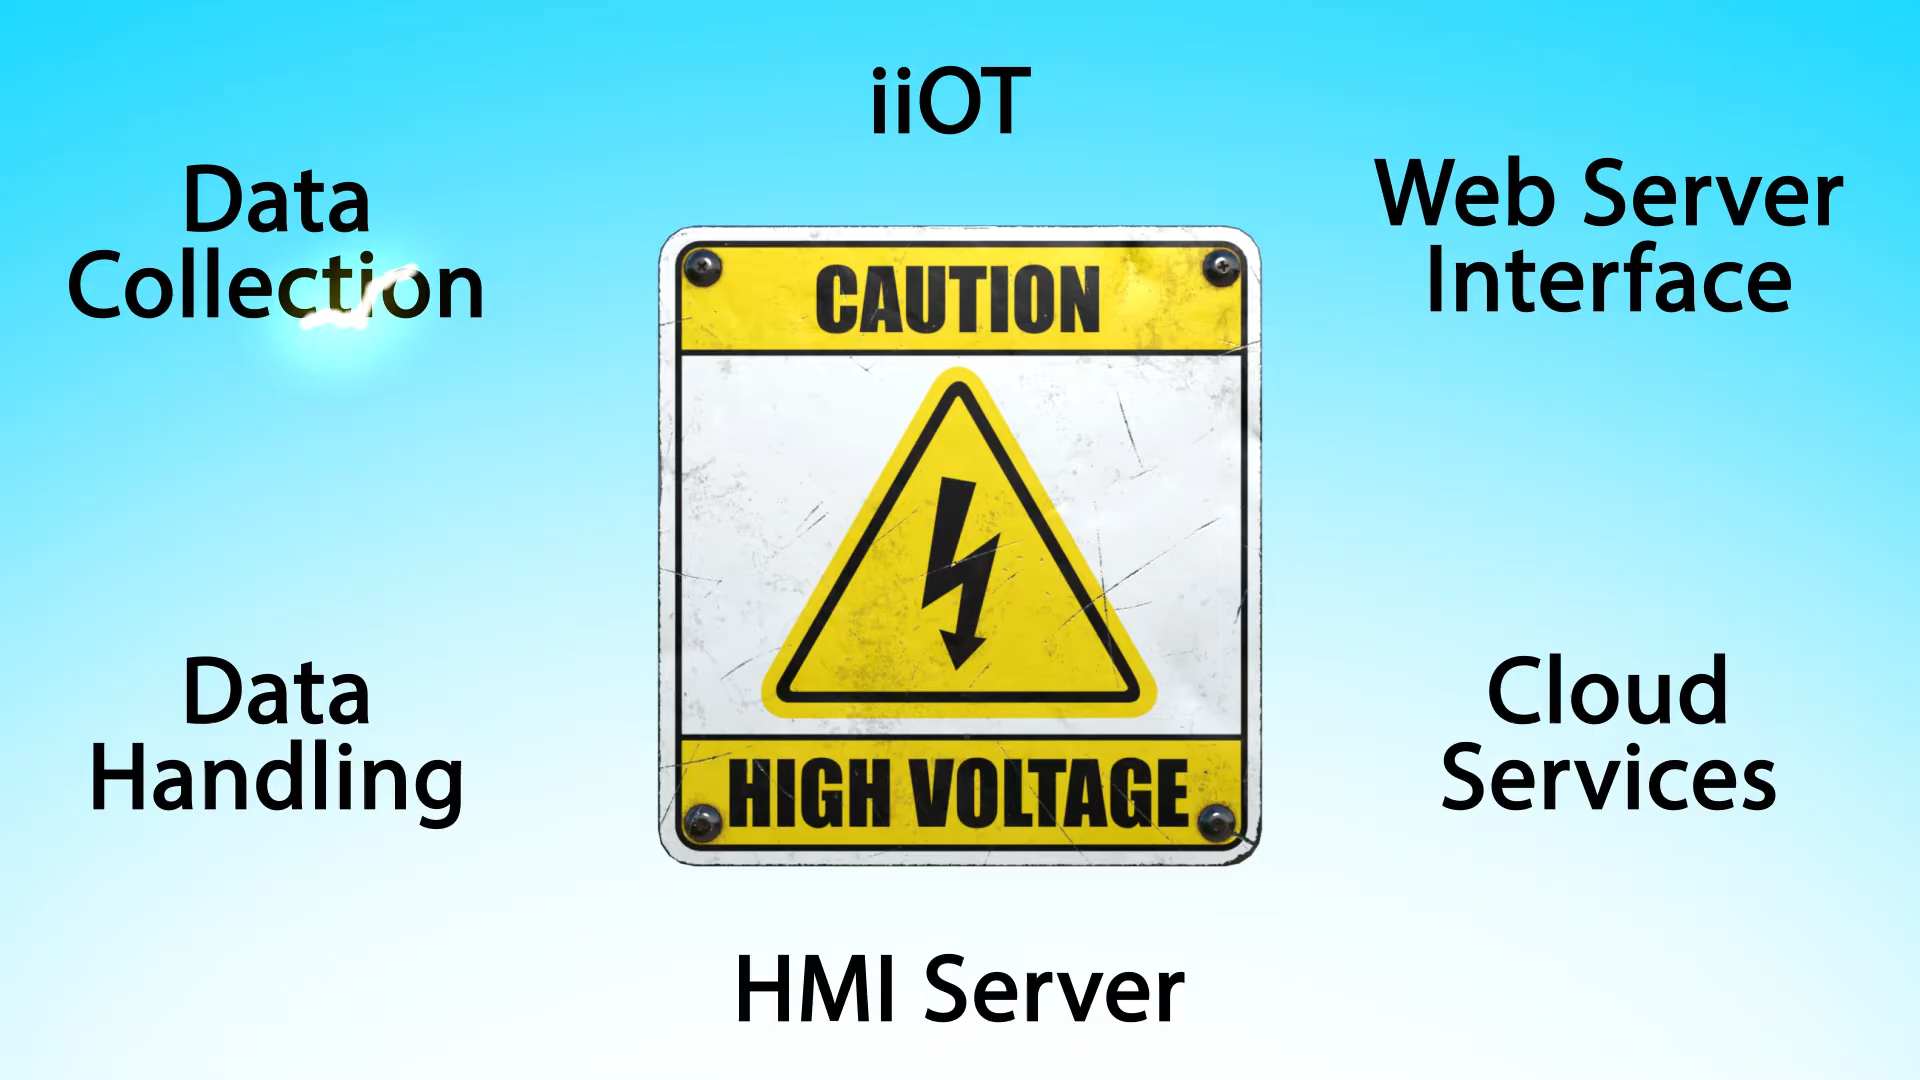 iiOT
Data
Collection
Web Server
Interface
CAUTION
HIGH VOLTAGE
Data
Handling
Cloud
Services
HMI Server